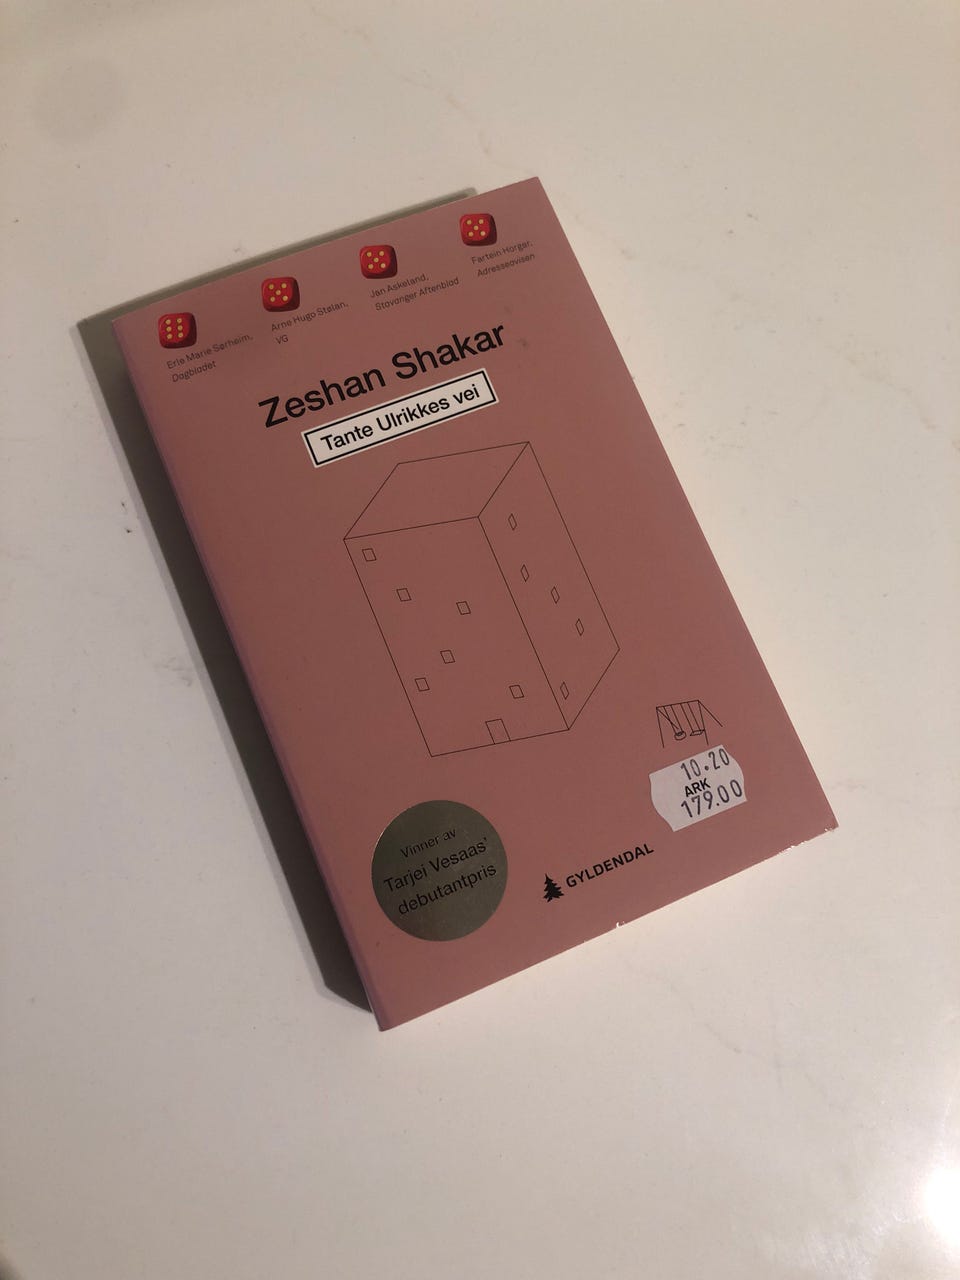 Erle Marie Sørheim,
Dagbladet
Arne Hugo Stølan,
VG
Jan Askeland,
Stavanger Aftenblad
Fartein Horgar,
Adresseavisen
Zeshan Shakar
Tante Ulrikkes vei
10.20
ARK
179.00
Vinner av
Tarjei Vesaas'
debutantpris
GYLDENDAL